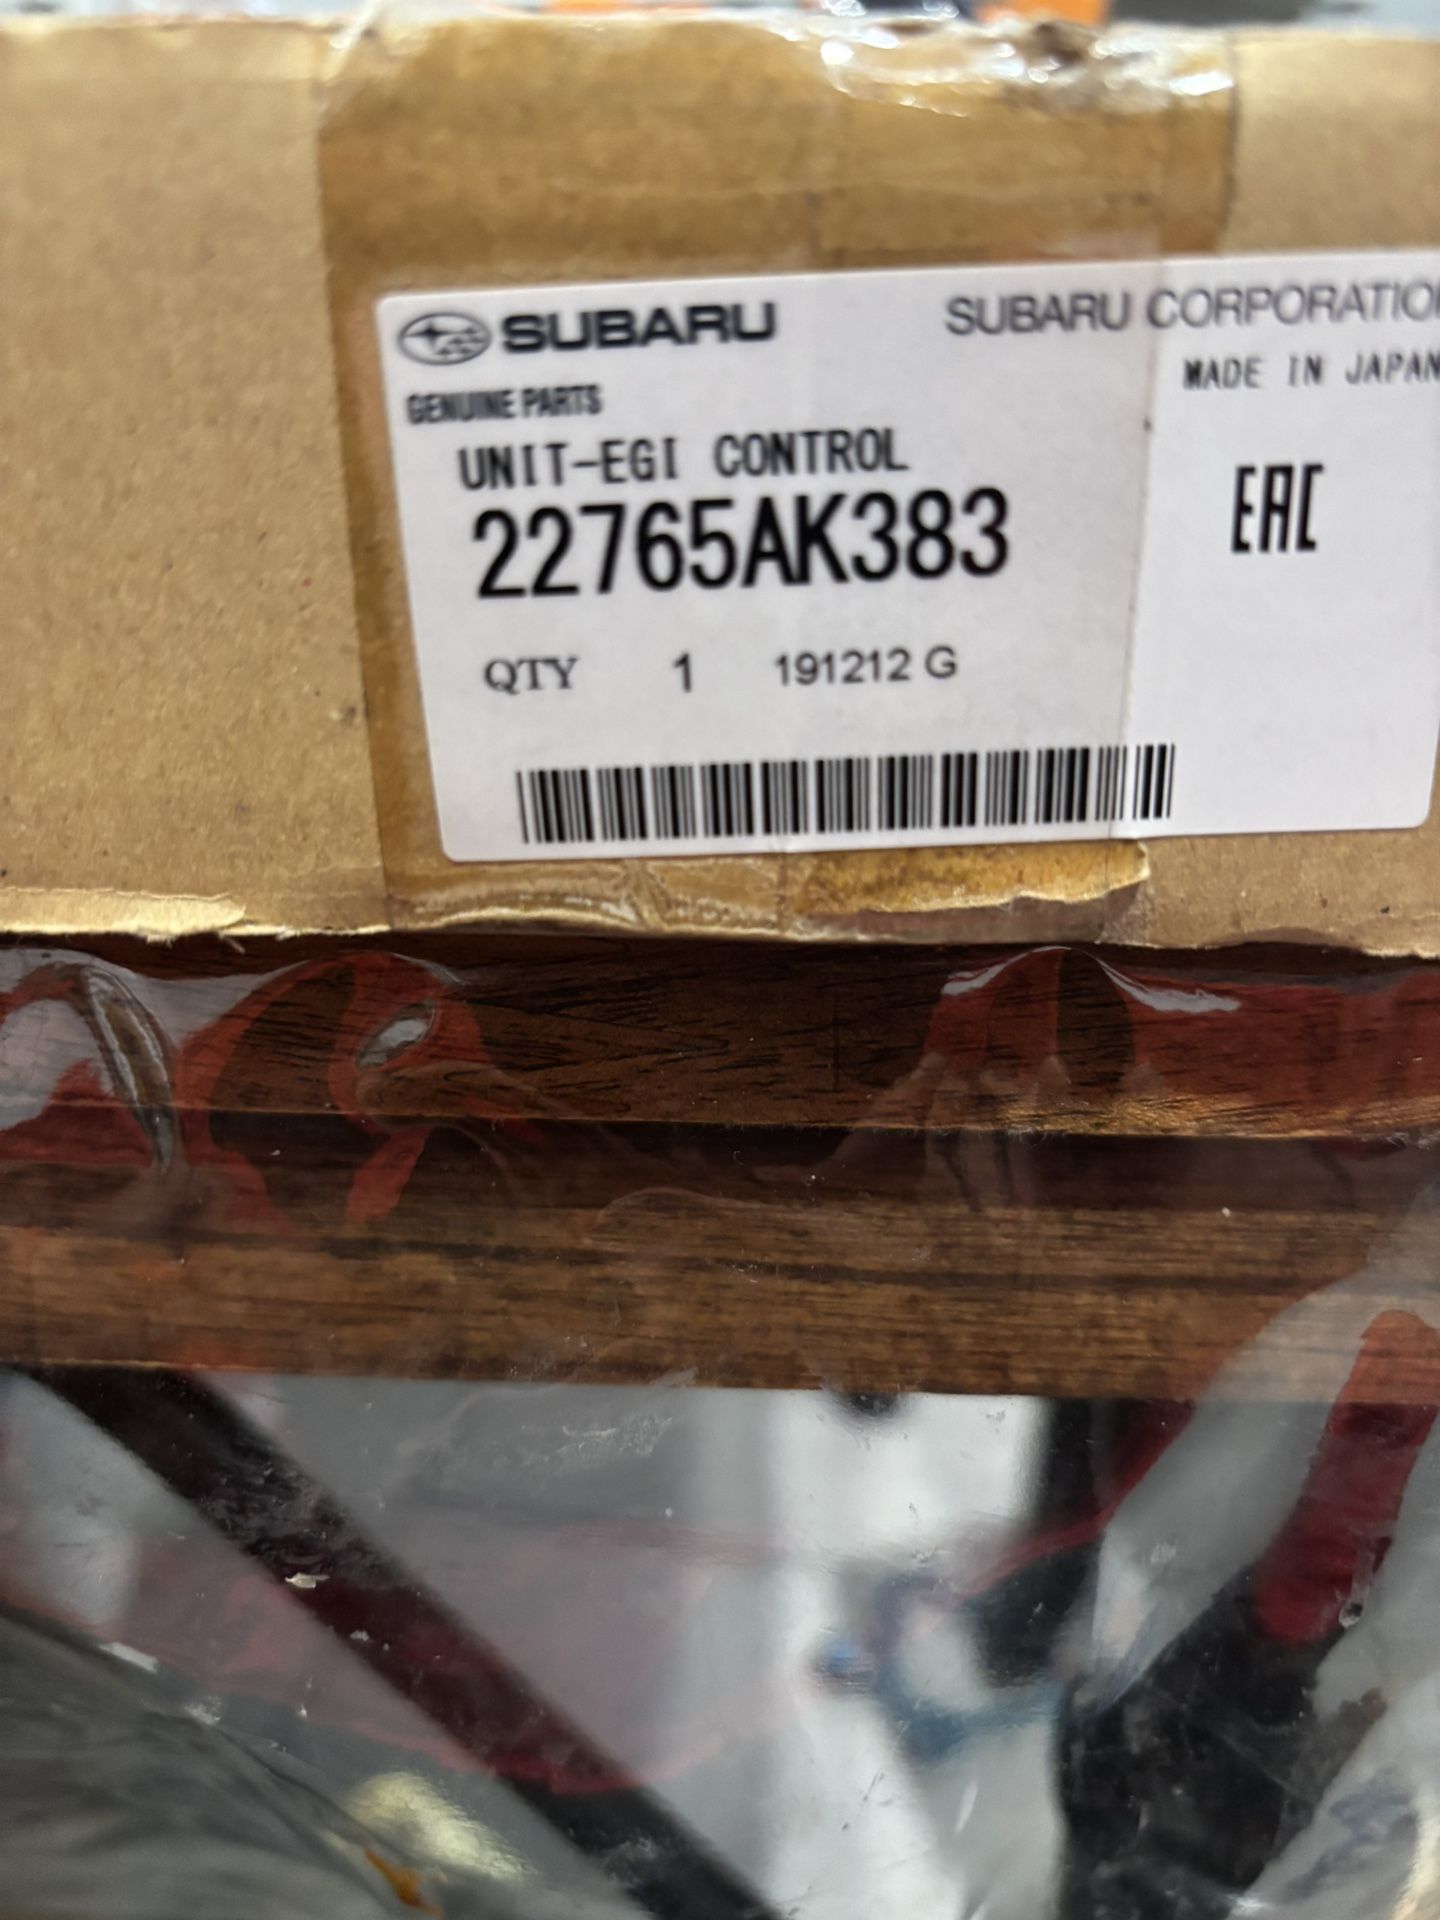 SUBARU
SUBARU CORPORATIO
MADE IN JAPAN
GENUINE PARTS
UNIT-EGI CONTROL
22765AK383
EAC
QTY 1 191212 G